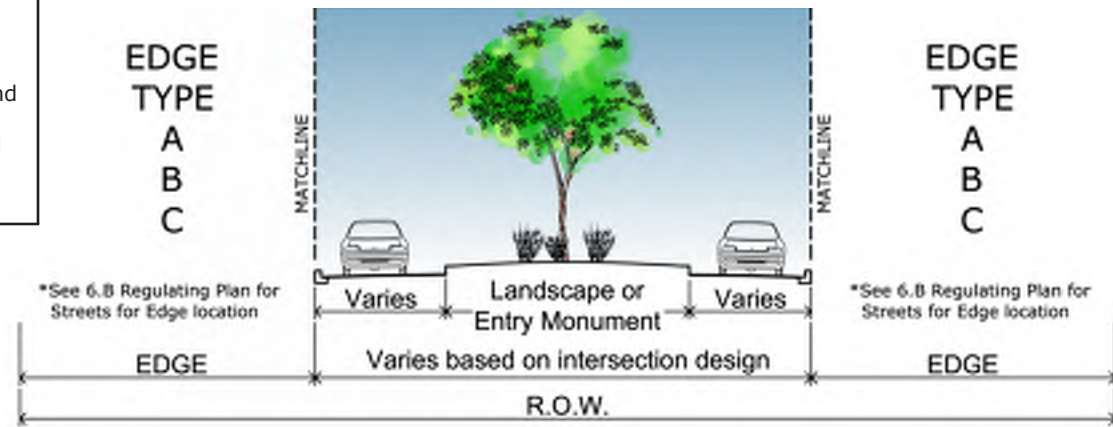 nd
EDGE
TYPE
A
B
C
*See 6.B Regulating Plan for
Streets for Edge location
MATCHLINE
MATCHLINE
EDGE
TYPE
A
B
C
*See 6.B Regulating Plan for
Streets for Edge location
Varies
Landscape or
Entry Monument
Varies
EDGE
Varies based on intersection design
EDGE
R.O.W.